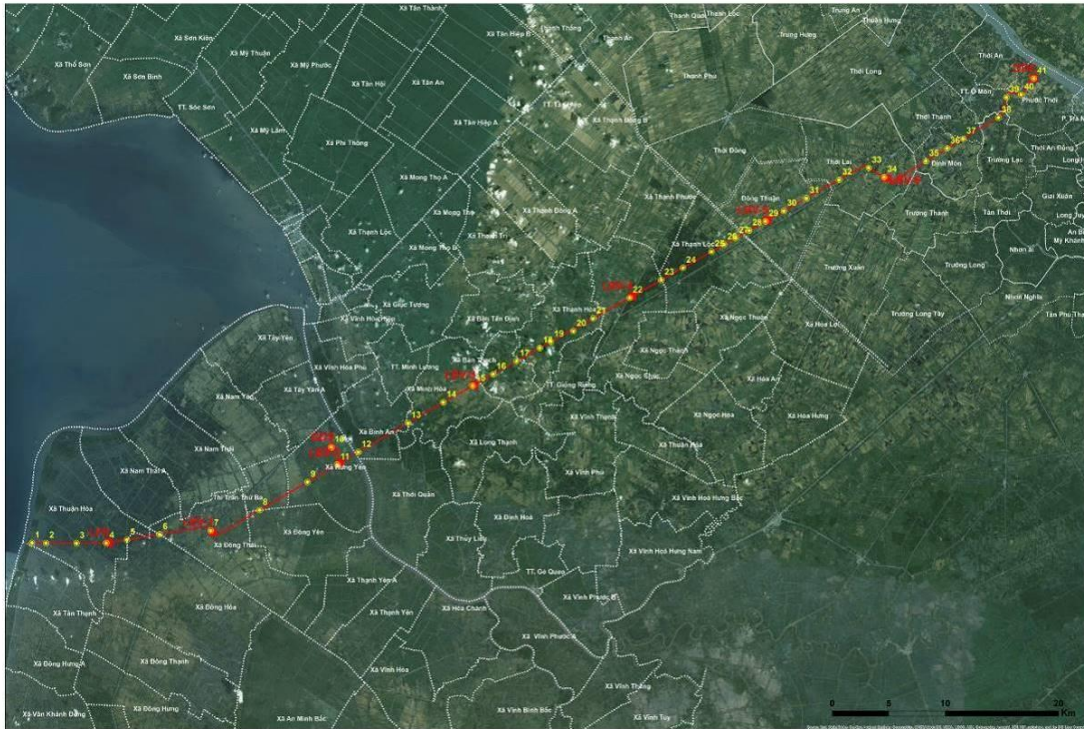 Xã Tân Thành
Thạnh Quới
Thạnh Lộc
Trung An
Thuận Hưng
Xã Sơn Kiên
Xã Tân Hiệp B
Thạnh Thắng
Thạnh An
Trung Hưng
Xã Mỹ Thuận
Xã Thổ Sơn
Xã Sơn Bình
Xã Mỹ Phước
Xã Tân Hội
Xã Tân An
Thạnh Phú
Thới Long
Thới An
41
TT. Sóc Sơn
TT. Tân Hiệp
TT. Ô Môn
39
40
Phước Thới
Xã Mỹ Lâm
Xã Tân Hiệp A
Xã Thạnh Đông B
38
Thới Thạnh
Xã Phi Thông
Thới Đông
37
36
Trường Lạc
Thới An Đông
Xã Mong Thọ A
Thới Lai
33
35
Định Môn
32
34
Giai Xuân
Xã Thạnh Phước
Đông Thuận
31
30
Trường Thành
Tân Thới
Xã Mong Thọ
Xã Thạnh Đông A
29
28
Mỹ Khánh
Xã Thạnh Lộc
Xã Mong Thọ B
Xã Thạnh Trị
27
26
25
Xã Thạnh Lộc
Nhơn Ái
24
Trường Xuân
Trường Long
23
22
Xã Giục Tượng
Nhơn Nghĩa
Xã Vĩnh Hòa Hiệp
Xã Bàn Tân Định
Xã Thạnh Hòa
21
Xã Ngọc Thuận
Xã Hòa Lợi
Trường Long Tây
20
19
18
Xã Tây Yên
Xã Ngọc Thành
17
Xã Vĩnh Hòa Phú
TT. Minh Lương
Xã Bàn Thạch
16
15
Xã Ngọc Chúc
Xã Hòa An
Xã Tây Yên A
Xã Minh Hòa
TT. Giồng Riềng
Xã Nam Yên
14
13
Xã Vĩnh Thạnh
Xã Ngọc Hòa
Xã Hòa Hưng
Xã Bình An
10
12
Xã Long Thạnh
Xã Thuận Hòa
Xã Nam Thái
11
Xã Hưng Yên
Xã Nam Thái A
Xã Vĩnh Phú
9
Thị Trấn Thứ Ba
Xã Thới Quản
Xã Vĩnh Hòa Hưng Bắc
Xã Thuận Hòa
8
Xã Định Hòa
7
Xã Đông Yên
6
Xã Thủy Liễu
1
2
3
4
5
Xã Đông Thái
Xã Vĩnh Hòa Hưng Nam
TT. Gò Quao
Xã Thạnh Yên A
Xã Đông Hòa
Xã Vĩnh Phước B
Xã Tân Thạnh
Xã Thạnh Yên
Xã Hòa Chánh
Xã Vĩnh Phước A
Xã Đông Hưng A
Xã Đông Thạnh
Xã Vĩnh Hòa
Xã Vĩnh Thắng
0
5
10
20
Km
Xã Vân Khánh Đông
Xã Đông Hưng
Xã An Minh Bắc
Xã Vĩnh Bình Bắc
Xã Vĩnh Tuy